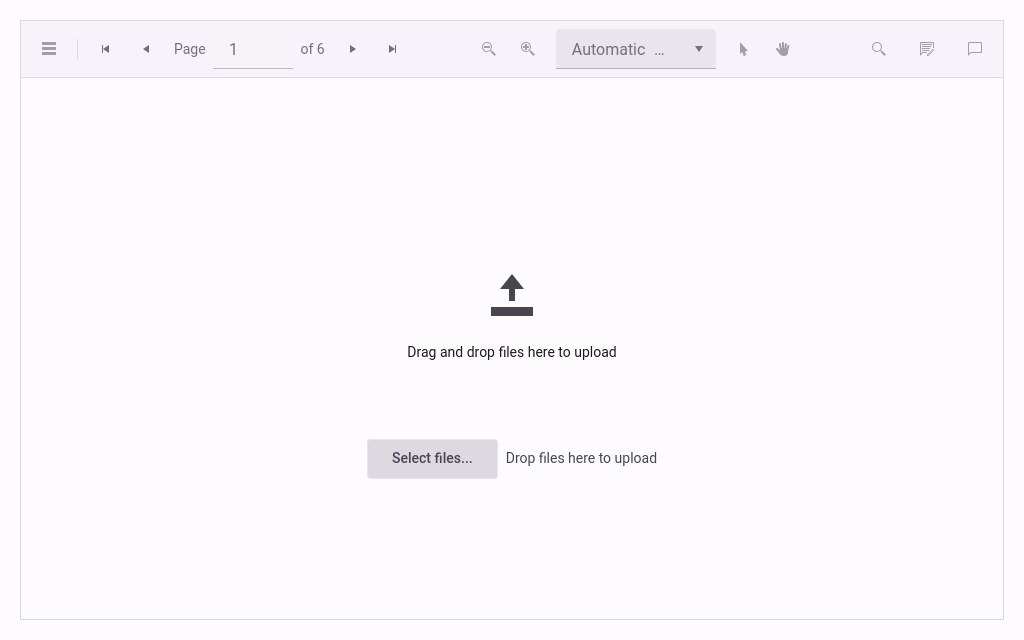 Page 1 of 6 Automatic ...
Drag and drop files here to upload
Select files... Drop files here to upload